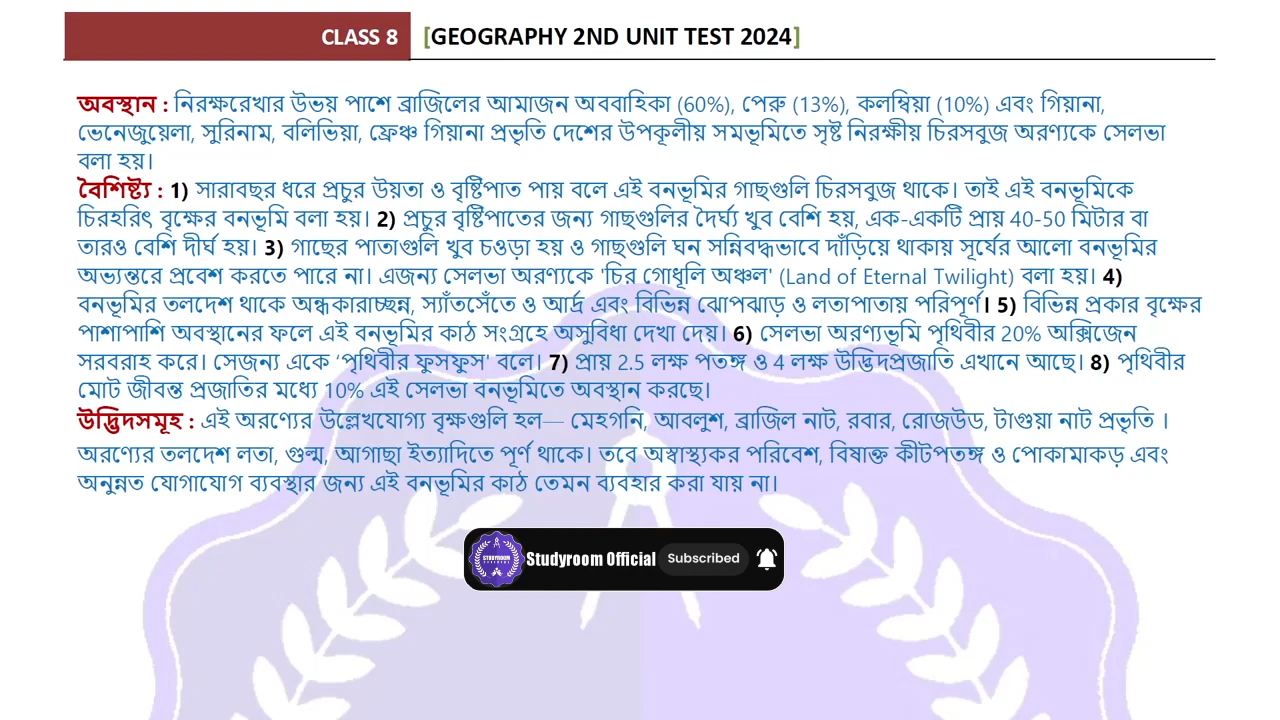 CLASS 8 [GEOGRAPHY 2ND UNIT TEST 2024]
অবস্থান : নিরক্ষরেখার উভয় পাশে ব্রাজিলের আমাজন অববাহিকা (60%), পেরু (13%), কলম্বিয়া (10%) এবং গিয়ানা,
ভেনেজুয়েলা, সুরিনাম, বলিভিয়া, ফ্রেঞ্চ গিয়ানা প্রভৃতি দেশের উপকূলীয় সমভূমিতে সৃষ্ট নিরক্ষীয় চিরসবুজ অরণ্যকে সেলভা
বলা হয়।
বৈশিষ্ট্য : 1) সারাবছর ধরে প্রচুর উয়তা ও বৃষ্টিপাত পায় বলে এই বনভূমির গাছগুলি চিরসবুজ থাকে। তাই এই বনভূমিকে
চিরহরিৎ বৃক্ষের বনভূমি বলা হয়। 2) প্রচুর বৃষ্টিপাতের জন্য গাছগুলির দৈর্ঘ্য খুব বেশি হয়, এক-একটি প্রায় 40-50 মিটার বা
তারও বেশি দীর্ঘ হয়। 3) গাছের পাতাগুলি খুব চওড়া হয় ও গাছগুলি ঘন সন্নিবদ্ধভাবে দাঁড়িয়ে থাকায় সূর্যের আলো বনভূমির
অভ্যন্তরে প্রবেশ করতে পারে না। এজন্য সেলভা অরণ্যকে 'চির গোধূলি অঞ্চল' (Land of Eternal Twilight) বলা হয়। 4)
বনভূমির তলদেশ থাকে অন্ধকারাচ্ছন্ন, স্যাঁতসেঁতে ও আর্দ্র এবং বিভিন্ন ঝোপঝাড় ও লতাপাতায় পরিপূর্ণ। 5) বিভিন্ন প্রকার বৃক্ষের
পাশাপাশি অবস্থানের ফলে এই বনভূমির কাঠ সংগ্রহে অসুবিধা দেখা দেয়। 6) সেলভা অরণ্যভূমি পৃথিবীর 20% অক্সিজেন
সরবরাহ করে। সেজন্য একে ‘পৃথিবীর ফুসফুস' বলে। 7) প্রায় 2.5 লক্ষ পতঙ্গ ও 4 লক্ষ উদ্ভিদপ্রজাতি এখানে আছে। 8) পৃথিবীর
মোট জীবন্ত প্রজাতির মধ্যে 10% এই সেলভা বনভূমিতে অবস্থান করছে।
উদ্ভিদসমূহ : এই অরণ্যের উল্লেখযোগ্য বৃক্ষগুলি হল— মেহগনি, আবলুশ, ব্রাজিল নাট, রবার, রোজউড, টাগুয়া নাট প্রভৃতি ।
অরণ্যের তলদেশ লতা, গুল্ম, আগাছা ইত্যাদিতে পূর্ণ থাকে। তবে অস্বাস্থ্যকর পরিবেশ, বিষাক্ত কীটপতঙ্গ ও পোকামাকড় এবং
অনুন্নত যোগাযোগ ব্যবস্থার জন্য এই বনভূমির কাঠ তেমন ব্যবহার করা যায় না।
STUDYROOM Studyroom Official Subscribed